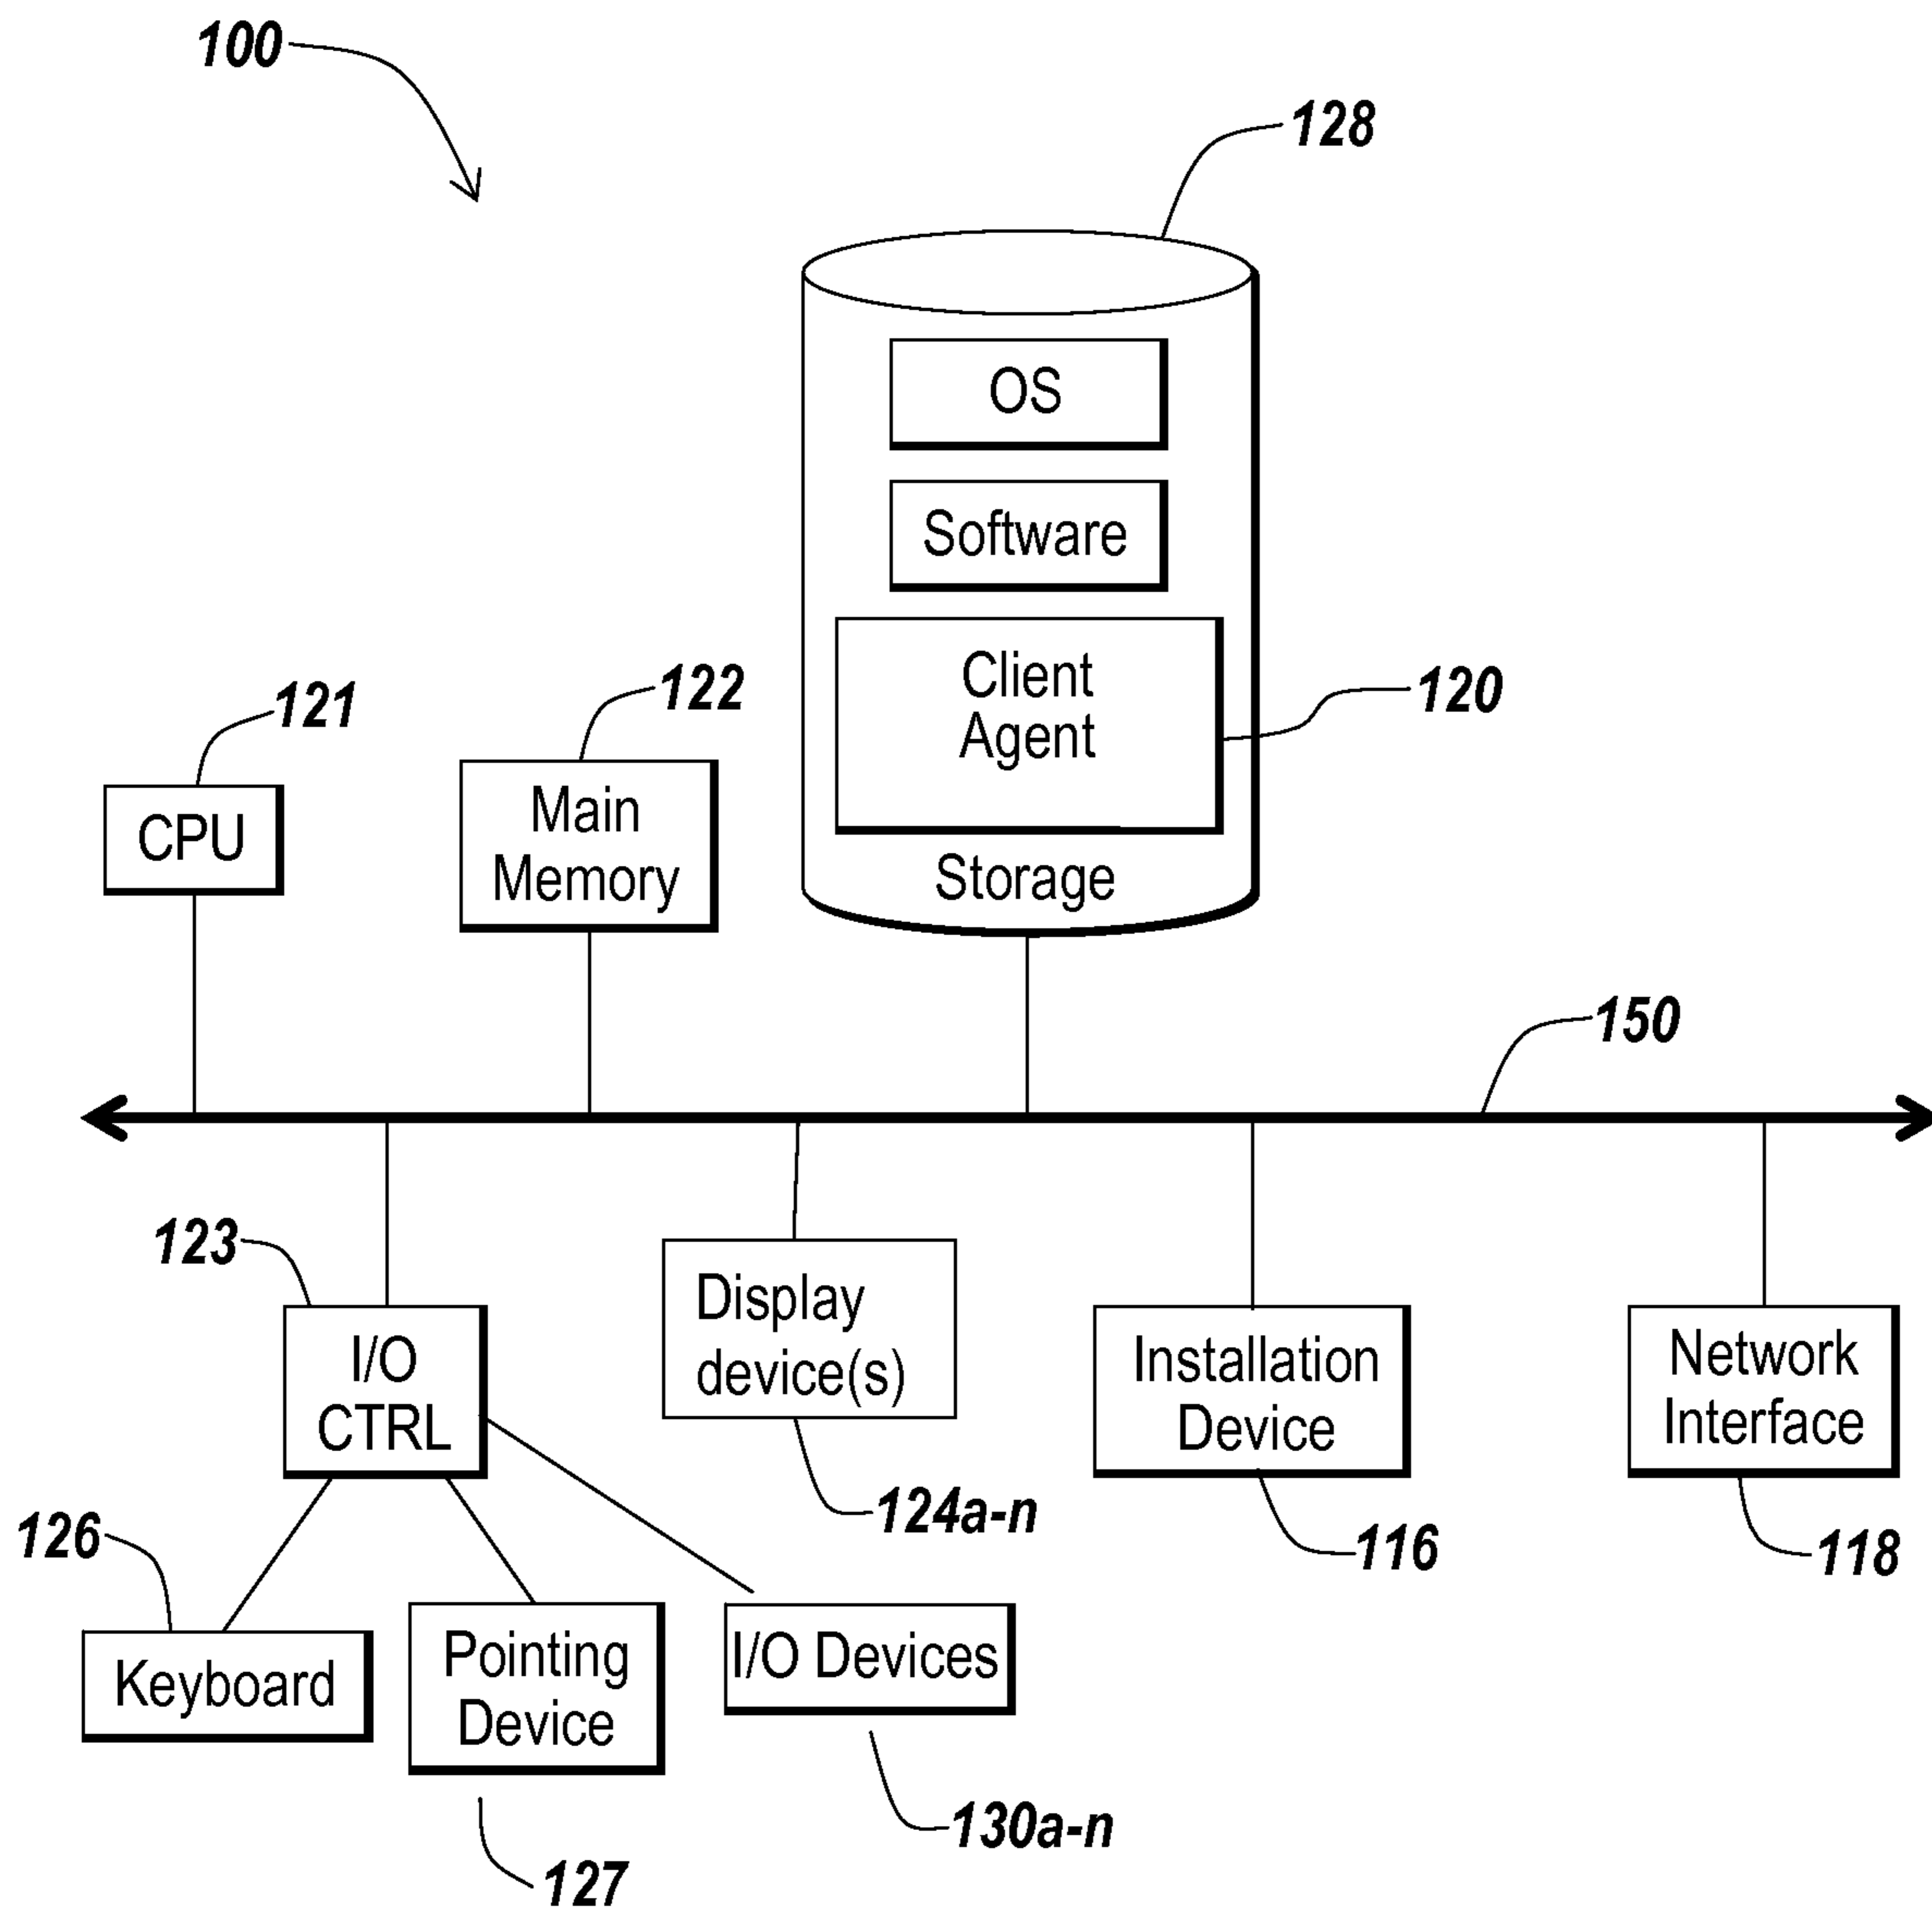 100
128
OS
Software
Client
Agent
120
121
122
CPU
Main
Memory
Storage
150
123
Display
device(s)
I/O
CTRL
Installation
Device
Network
Interface
124a-n
116
118
126
Keyboard
Pointing
Device
I/O Devices
130a-n
127